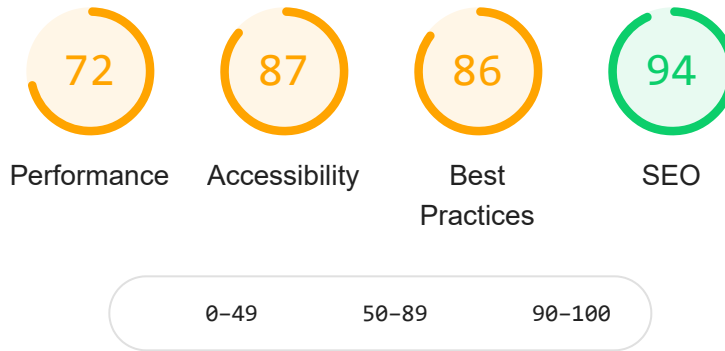 72 87 86 94
Performance Accessibility Best Practices SEO
0–49 50–89 90–100